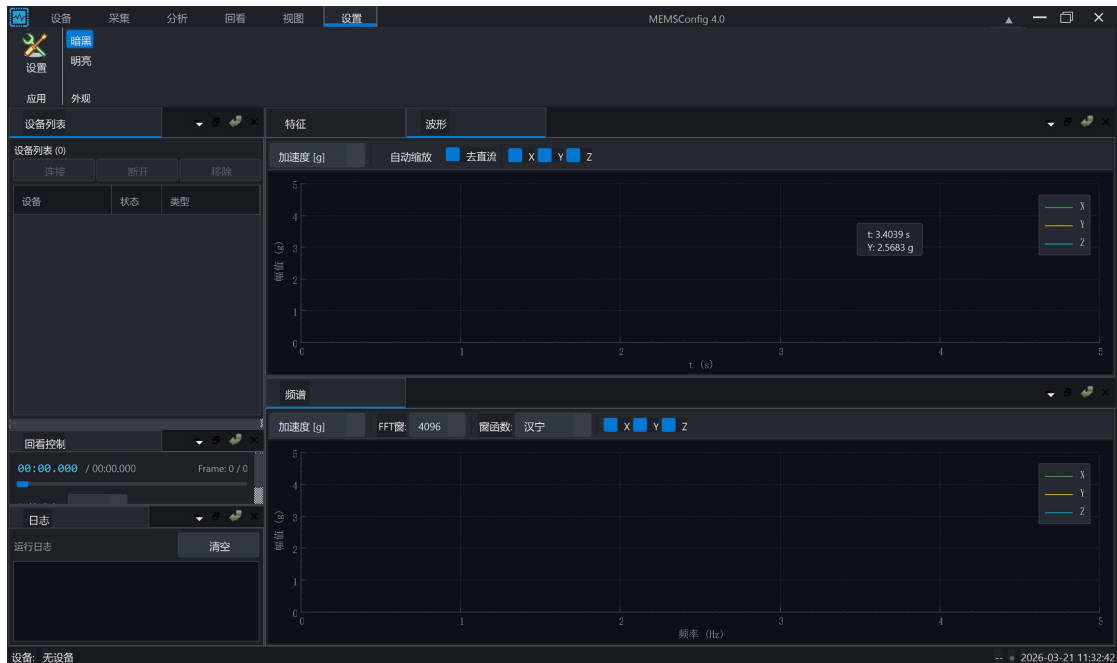 设备 采集 分析 回看 视图 设置 MEMSConfig 4.0
暗黑
明亮
设置
应用 外观
设备列表
设备列表 (0)
连接 断开 移除
设备 状态 类型
回看控制
00:00.000 / 00:00.000 Frame: 0 / 0
日志
运行日志 清空
特征 波形
加速度 [g] 自动缩放 去直流 X Y Z
5
4
3
2
1
0
幅值 (g)
0 1 2 3 4 5
t (s)
t: 3.4039 s
Y: 2.5683 g
X
Y
Z
频谱
加速度 [g] FFT窗: 4096 窗函数: 汉宁 X Y Z
5
4
3
2
1
0
幅值 (g)
0 1 2 3 4 5
频率 (Hz)
X
Y
Z
设备: 无设备 -- 2026-03-21 11:32:42